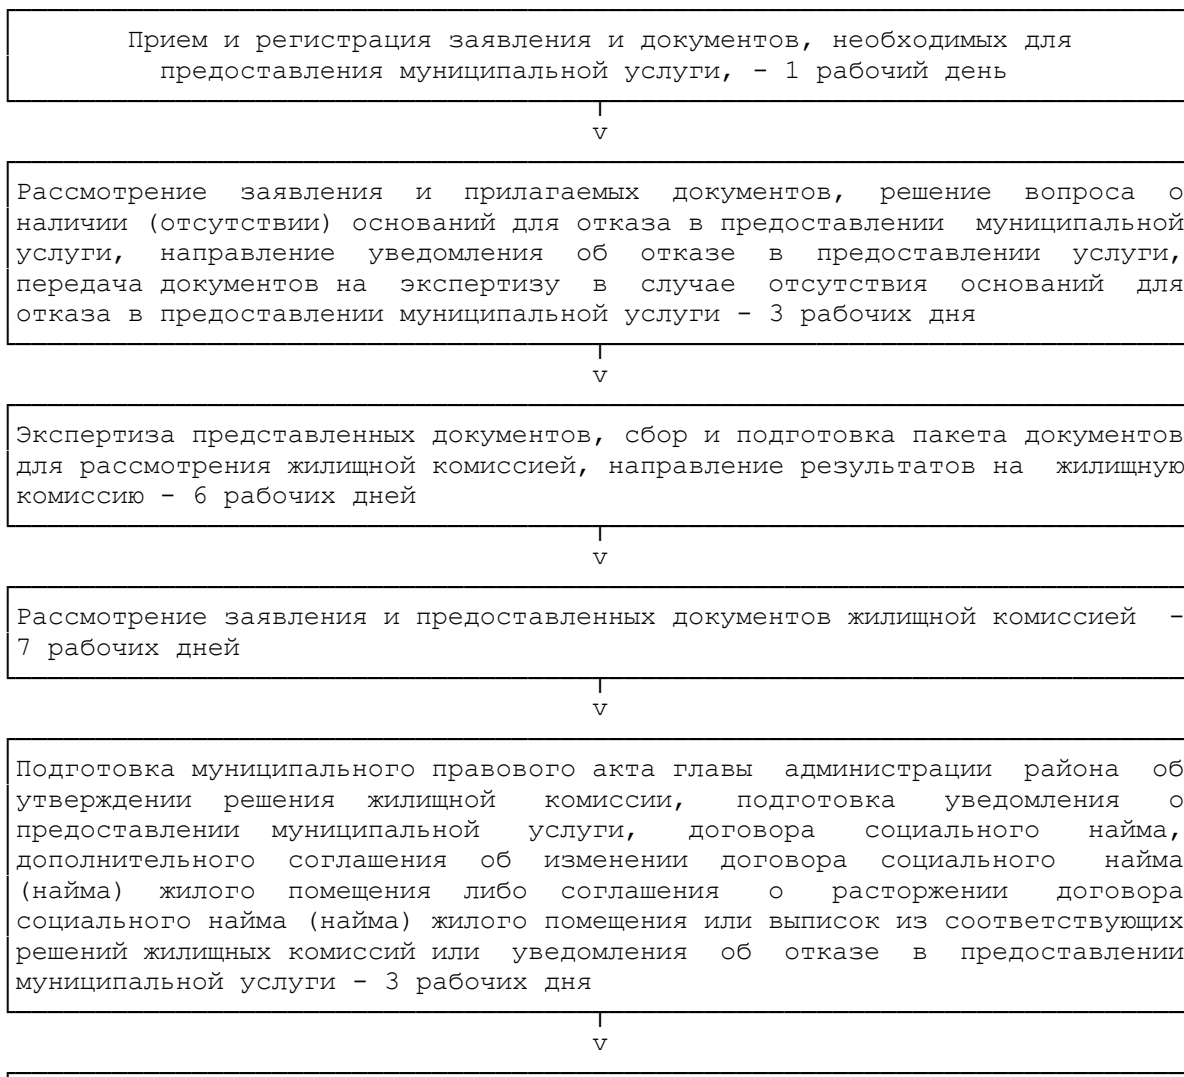 Прием и регистрация заявления и документов, необходимых для
предоставления муниципальной услуги, - 1 рабочий день
v
Рассмотрение заявления и прилагаемых документов, решение вопроса о
наличии (отсутствии) оснований для отказа в предоставлении муниципальной
услуги, направление уведомления об отказе в предоставлении услуги,
передача документов на экспертизу в случае отсутствия оснований для
отказа в предоставлении муниципальной услуги - 3 рабочих дня
v
Экспертиза представленных документов, сбор и подготовка пакета документов
для рассмотрения жилищной комиссией, направление результатов на жилищную
комиссию - 6 рабочих дней
v
Рассмотрение заявления и предоставленных документов жилищной комиссией -
7 рабочих дней
v
Подготовка муниципального правового акта главы администрации района об
утверждении решения жилищной комиссии, подготовка уведомления о
предоставлении муниципальной услуги, договора социального найма,
дополнительного соглашения об изменении договора социального найма
(найма) жилого помещения либо соглашения о расторжении договора
социального найма (найма) жилого помещения или выписок из соответствующих
решений жилищных комиссий или уведомления об отказе в предоставлении
муниципальной услуги - 3 рабочих дня
v